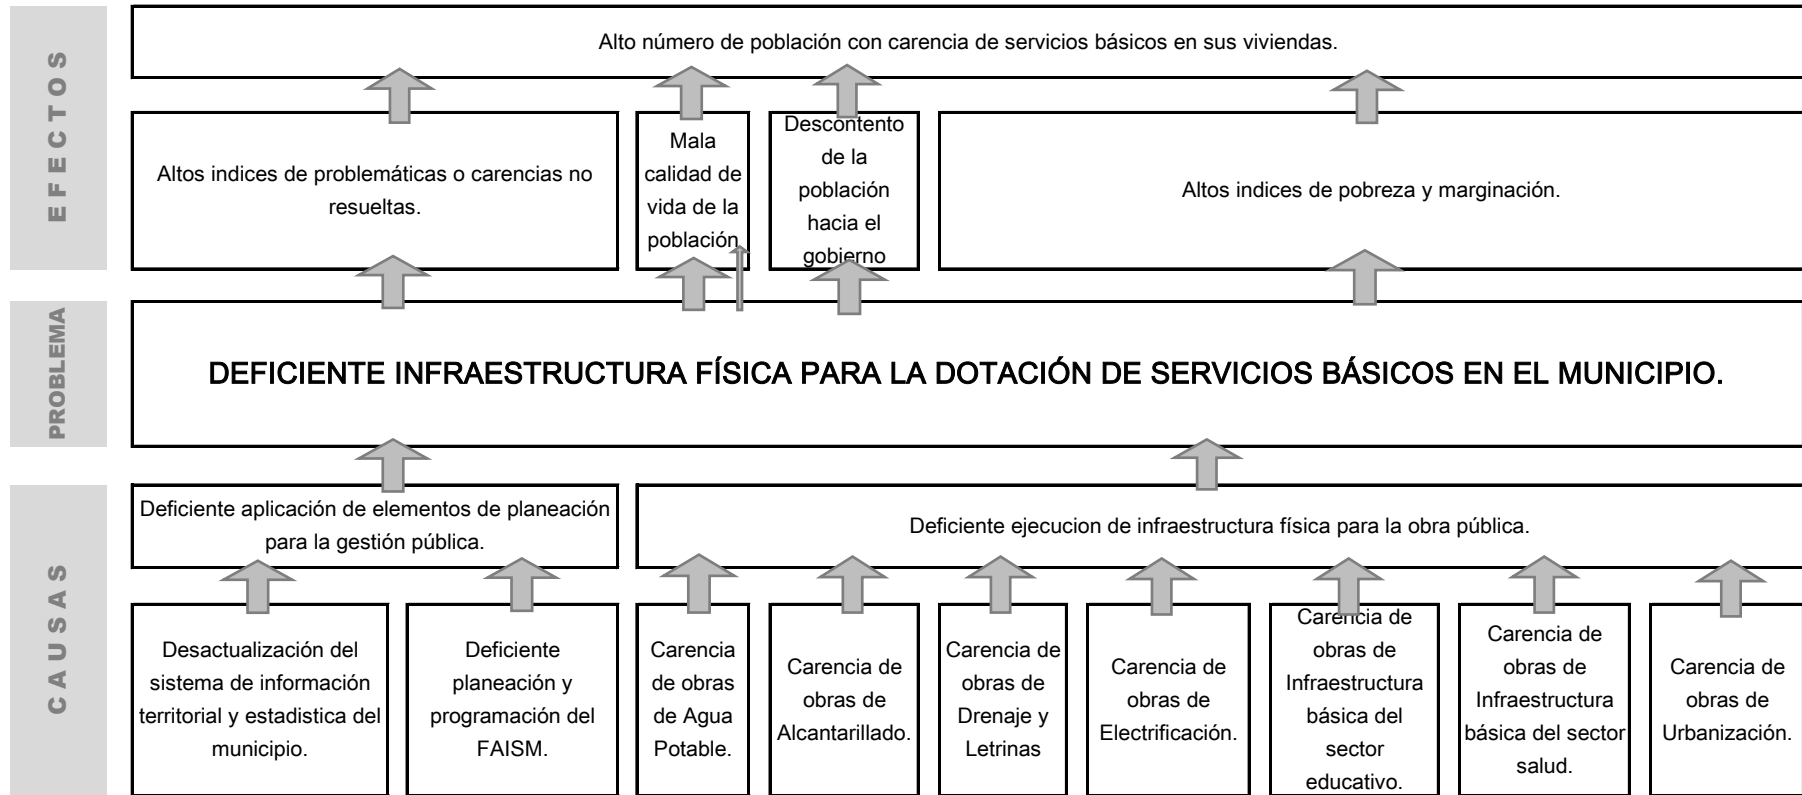 EFECTOS
Alto número de población con carencia de servicios básicos en sus viviendas.
Altos indices de problemáticas o carencias no
resueltas.
Mala
calidad de
vida de la
población
Descontento
de la
población
hacia el
gobierno
Altos indices de pobreza y marginación.
PROBLEMA
DEFICIENTE INFRAESTRUCTURA FÍSICA PARA LA DOTACIÓN DE SERVICIOS BÁSICOS EN EL MUNICIPIO.
CAUSAS
Deficiente aplicación de elementos de planeación
para la gestión pública.
Deficiente ejecucion de infraestructura física para la obra pública.
Desactualización del
sistema de información
territorial y estadistica del
municipio.
Deficiente
planeación y
programación del
FAISM.
Carencia
de obras
de Agua
Potable.
Carencia de
obras de
Alcantarillado.
Carencia de
obras de
Drenaje y
Letrinas
Carencia de
obras de
Electrificación.
Carencia de
obras de
Infraestructura
básica del
sector
educativo.
Carencia de
obras de
Infraestructura
básica del sector
salud.
Carencia de
obras de
Urbanización.